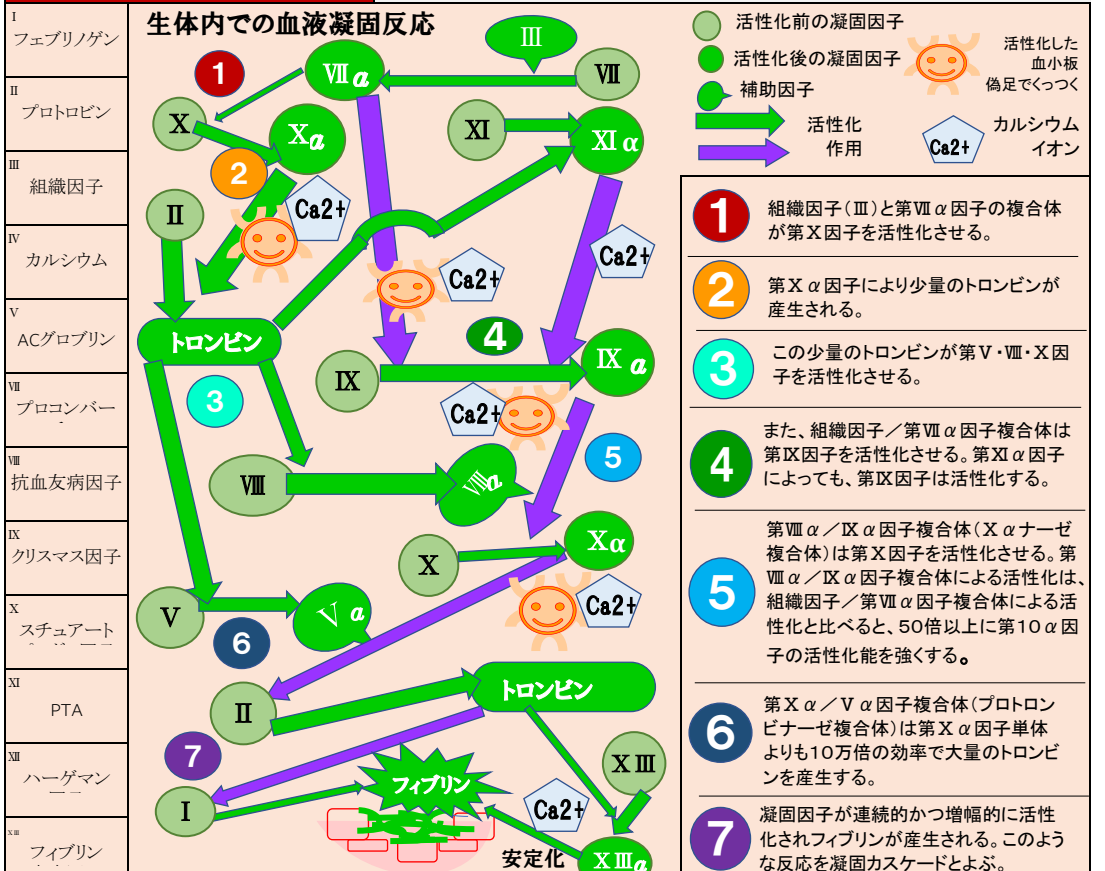 Ⅰ
フェブリノゲン
Ⅱ
プロトロビン
Ⅲ
組織因子
Ⅳ
カルシウム
Ⅴ
ACグロブリン
Ⅶ
プロコンバー
Ⅷ
抗血友病因子
Ⅸ
クリスマス因子
Ⅹ
スチュアート
Ⅺ
PTA
Ⅻ
ハーゲマン
ⅩⅢ
フィブリン
生体内での血液凝固反応
Ⅲ
1
Ⅶα
Ⅶ
Ⅹ
Ⅹα
Ⅺ
Ⅺα
2
Ca2+
Ⅱ
Ca2+
Ca2+
トロンビン
4
Ⅸ
Ⅸα
3
Ca2+
5
Ⅷ
Ⅷα
Ⅹ
Ⅹα
Ca2+
Ⅴ
Ⅴα
6
Ⅱ
トロンビン
7
ⅩⅢ
フィブリン
Ca2+
Ⅰ
安定化
ⅩⅢα
活性化前の凝固因子
活性化後の凝固因子
補助因子
活性化
作用
活性化した
血小板
偽足でくっつく
Ca2+
カルシウム
イオン
1
組織因子(Ⅲ)と第Ⅶα因子の複合体
が第Ⅹ因子を活性化させる。
2
第Ⅹα因子により少量のトロンビンが
産生される。
3
この少量のトロンビンが第Ⅴ・Ⅷ・Ⅹ因
子を活性化させる。
4
また、組織因子/第Ⅶα因子複合体は
第Ⅸ因子を活性化させる。第Ⅺα因子
によっても、第Ⅸ因子は活性化する。
5
第Ⅷα/Ⅸα因子複合体(Ⅹαナーゼ
複合体)は第Ⅹ因子を活性化させる。第
Ⅷα/Ⅸα因子複合体による活性化は、
組織因子/第Ⅶα因子複合体による活
性化と比べると、50倍以上に第10α因
子の活性化能を強くする。
6
第Ⅹα/Ⅴα因子複合体(プロトロン
ビナーゼ複合体)は第Ⅹα因子単体
よりも10万倍の効率で大量のトロンビ
ンを産生する。
7
凝固因子が連続的かつ増幅的に活性
化されフィブリンが産生される。このよう
な反応を凝固カスケードとよぶ。